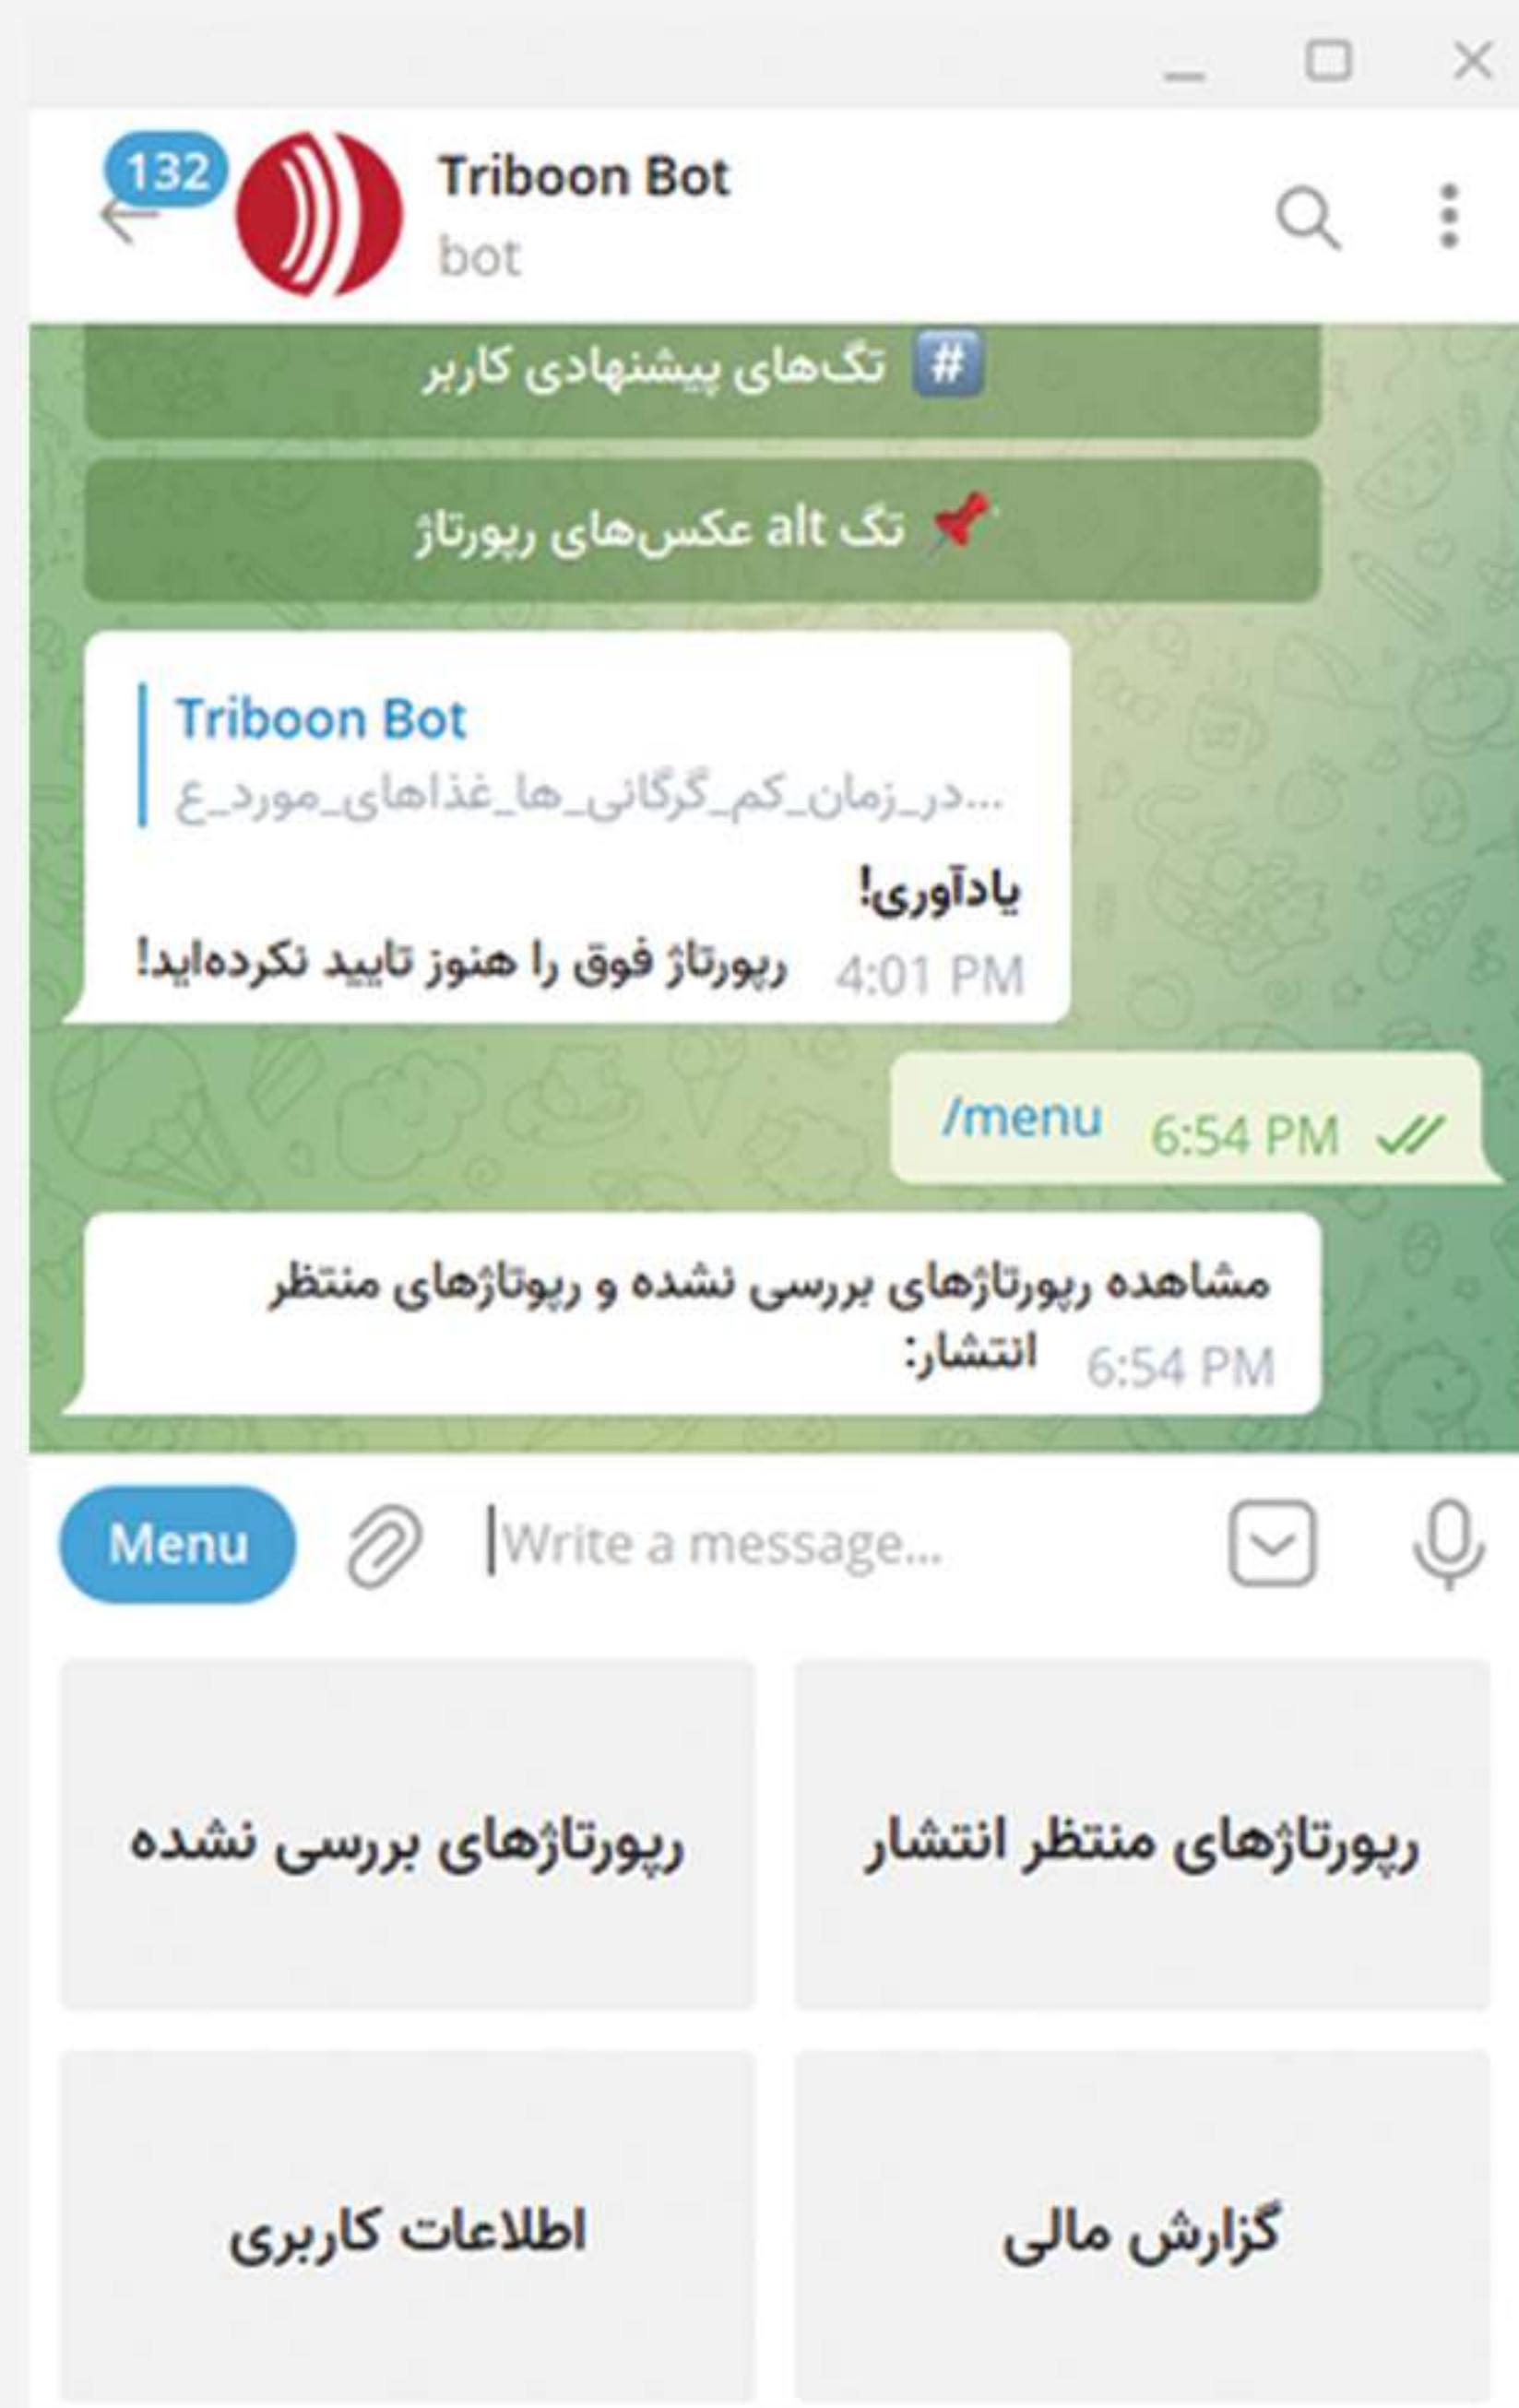 132
Triboon Bot
bot
#️⃣ تگ‌های پیشنهادی کاربر
📌 تگ alt عکس‌های رپورتاژ
Triboon Bot
در_زمان_کم_گرگانی_ها_غذاهای_مورد_ع...
یادآوری!
رپورتاژ فوق را هنوز تایید نکرده‌اید! 4:01 PM
/menu 6:54 PM
مشاهده رپورتاژهای بررسی نشده و رپوتاژهای منتظر
انتشار: 6:54 PM
Menu Write a message...
رپورتاژهای بررسی نشده رپورتاژهای منتظر انتشار
اطلاعات کاربری گزارش مالی